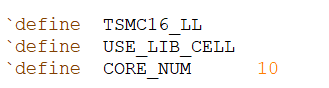 `define  TSMC16_LL
`define  USE_LIB_CELL
`define  CORE_NUM      10